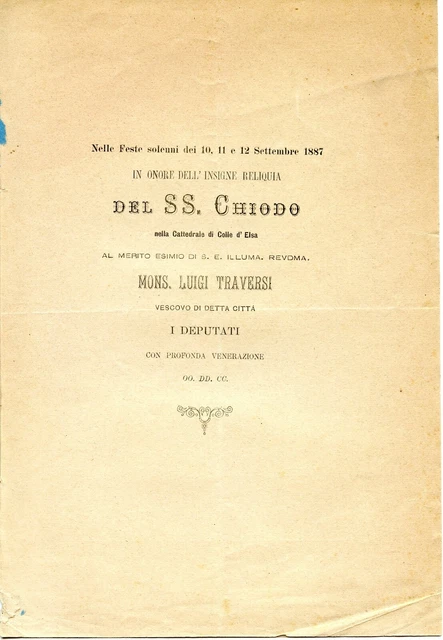 Nelle Feste solenni dei 10, 11 e 12 Settembre 1887
IN ONORE DELL' INSIGNE RELIQUIA
DEL SS. CHIODO
nella Cattedrale di Colle d' Elsa
AL MERITO ESIMIO DI S. E. ILLUMA. REVDMA.
MONS. LUIGI TRAVERSI
VESCOVO DI DETTA CITTÀ
I DEPUTATI
CON PROFONDA VENERAZIONE
OO. DD. CC.